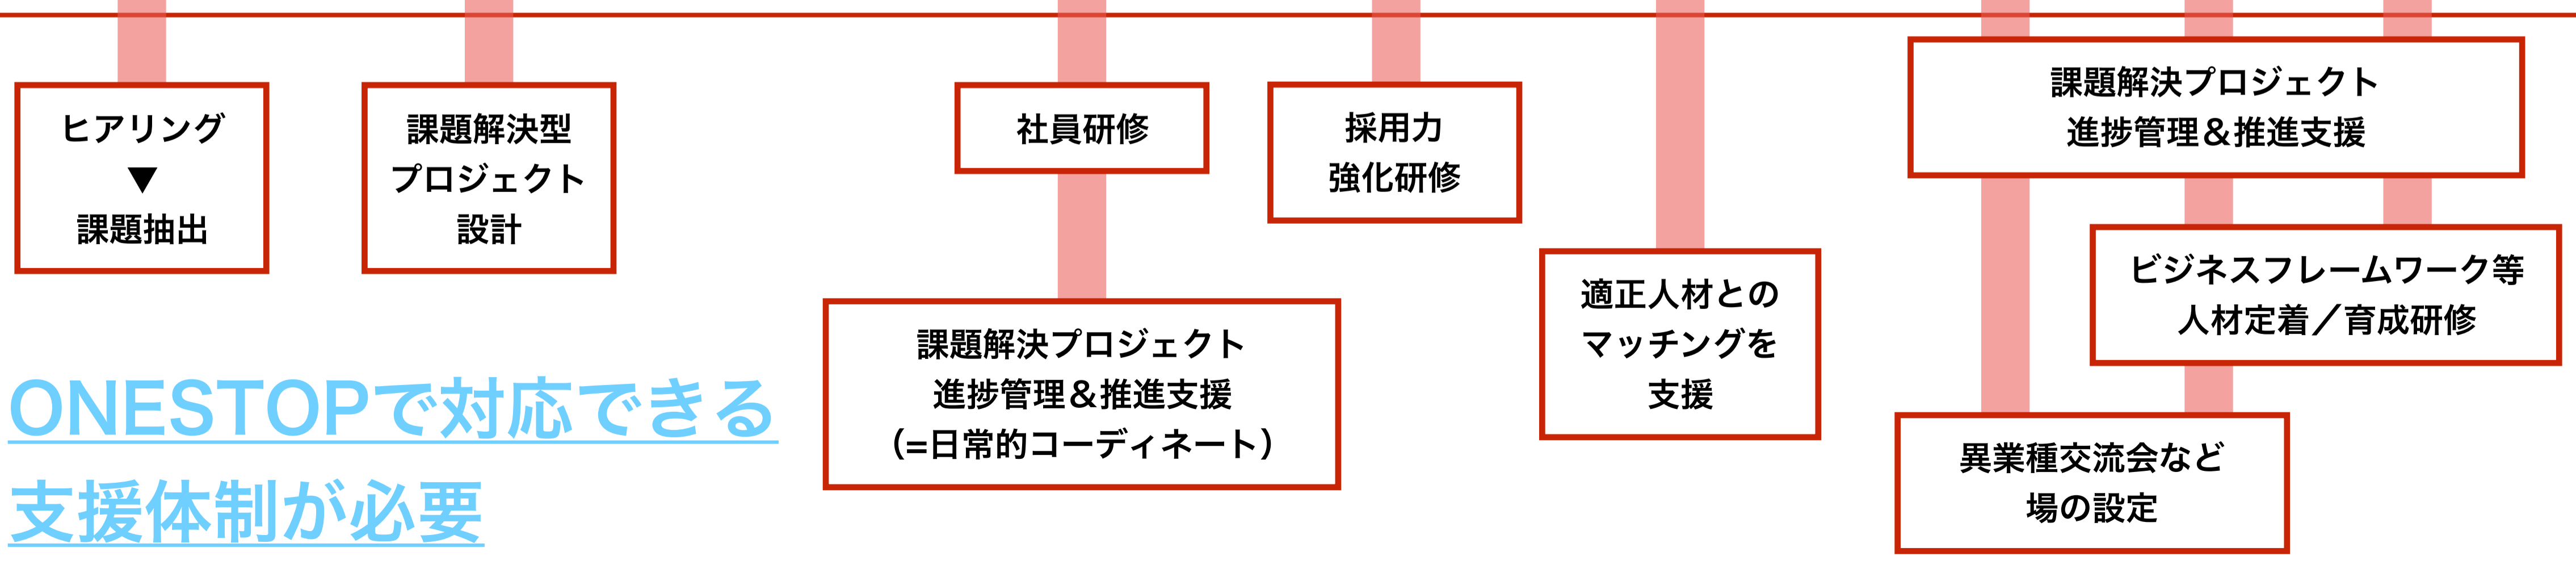 ヒアリング
▼
課題抽出
課題解決型
プロジェクト
設計
社員研修
課題解決プロジェクト
進捗管理＆推進支援
（=日常的コーディネート）
採用力
強化研修
適正人材との
マッチングを
支援
課題解決プロジェクト
進捗管理＆推進支援
ビジネスフレームワーク等
人材定着／育成研修
異業種交流会など
場の設定
ONESTOPで対応できる
支援体制が必要